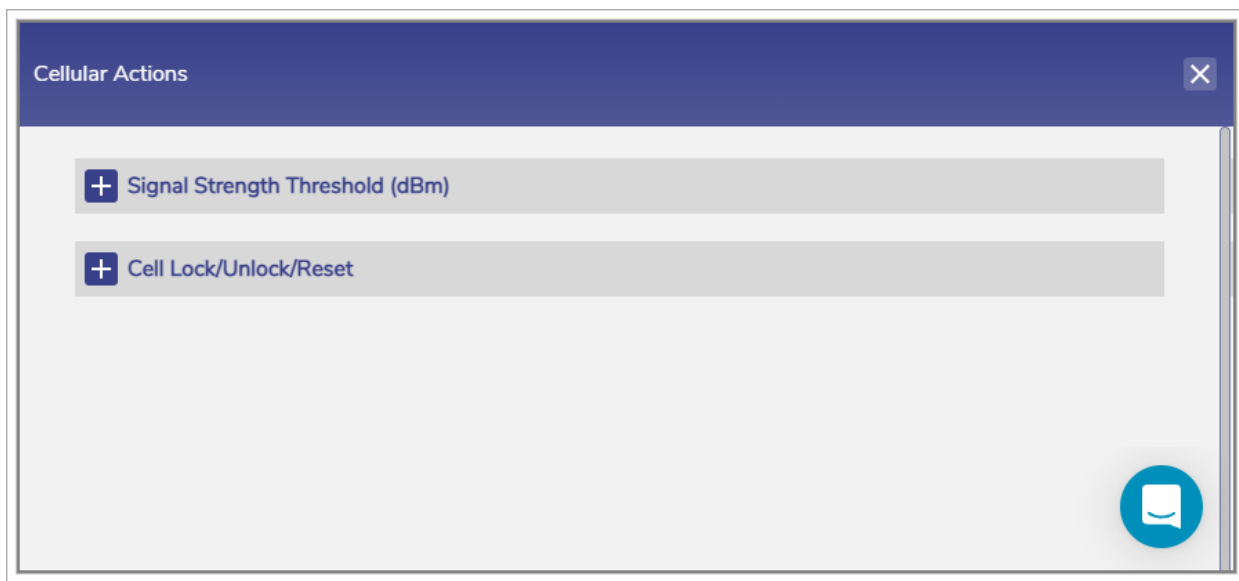 Cellular Actions
Signal Strength Threshold (dBm)
Cell Lock/Unlock/Reset